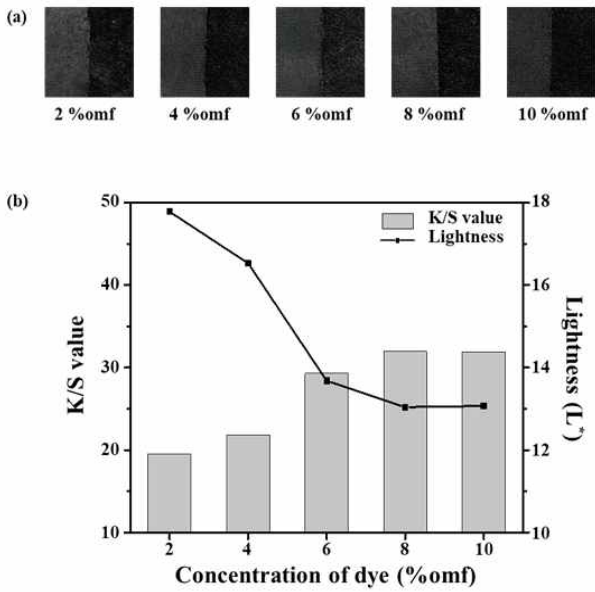 (a)
2 %omf 4 %omf 6 %omf 8 %omf 10 %omf
(b)
K/S value
Lightness
50
40
30
20
10
K/S value
18
16
14
12
10
Lightness (L*)
2 4 6 8 10
Concentration of dye (%omf)